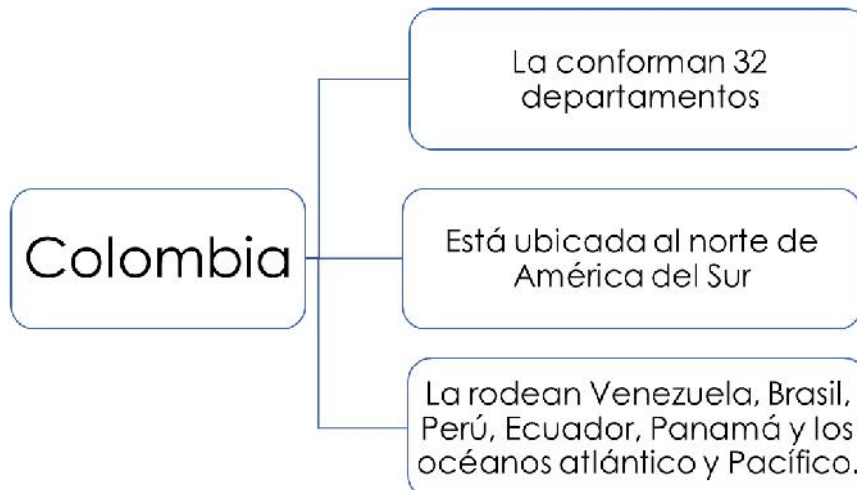 Colombia
La conforman 32
departamentos
Está ubicada al norte de
América del Sur
La rodean Venezuela, Brasil,
Perú, Ecuador, Panamá y los
océanos atlántico y Pacífico.